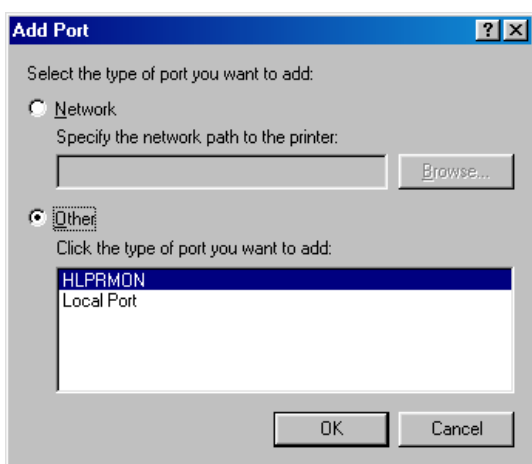 Add Port
Select the type of port you want to add:
Network
Specify the network path to the printer:
Browse...
Other
Click the type of port you want to add:
HLPRMON
Local Port
OK Cancel